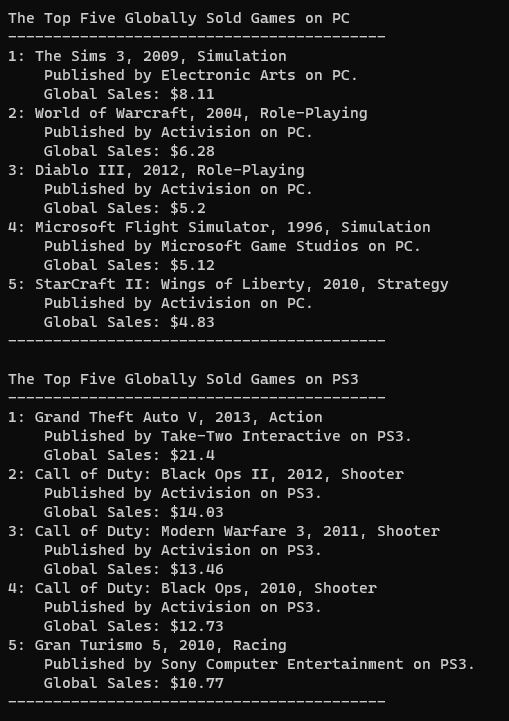 The Top Five Globally Sold Games on PC
------------------------------------------
1: The Sims 3, 2009, Simulation
    Published by Electronic Arts on PC.
    Global Sales: $8.11
2: World of Warcraft, 2004, Role-Playing
    Published by Activision on PC.
    Global Sales: $6.28
3: Diablo III, 2012, Role-Playing
    Published by Activision on PC.
    Global Sales: $5.2
4: Microsoft Flight Simulator, 1996, Simulation
    Published by Microsoft Game Studios on PC.
    Global Sales: $5.12
5: StarCraft II: Wings of Liberty, 2010, Strategy
    Published by Activision on PC.
    Global Sales: $4.83
------------------------------------------

The Top Five Globally Sold Games on PS3
------------------------------------------
1: Grand Theft Auto V, 2013, Action
    Published by Take-Two Interactive on PS3.
    Global Sales: $21.4
2: Call of Duty: Black Ops II, 2012, Shooter
    Published by Activision on PS3.
    Global Sales: $14.03
3: Call of Duty: Modern Warfare 3, 2011, Shooter
    Published by Activision on PS3.
    Global Sales: $13.46
4: Call of Duty: Black Ops, 2010, Shooter
    Published by Activision on PS3.
    Global Sales: $12.73
5: Gran Turismo 5, 2010, Racing
    Published by Sony Computer Entertainment on PS3.
    Global Sales: $10.77
------------------------------------------